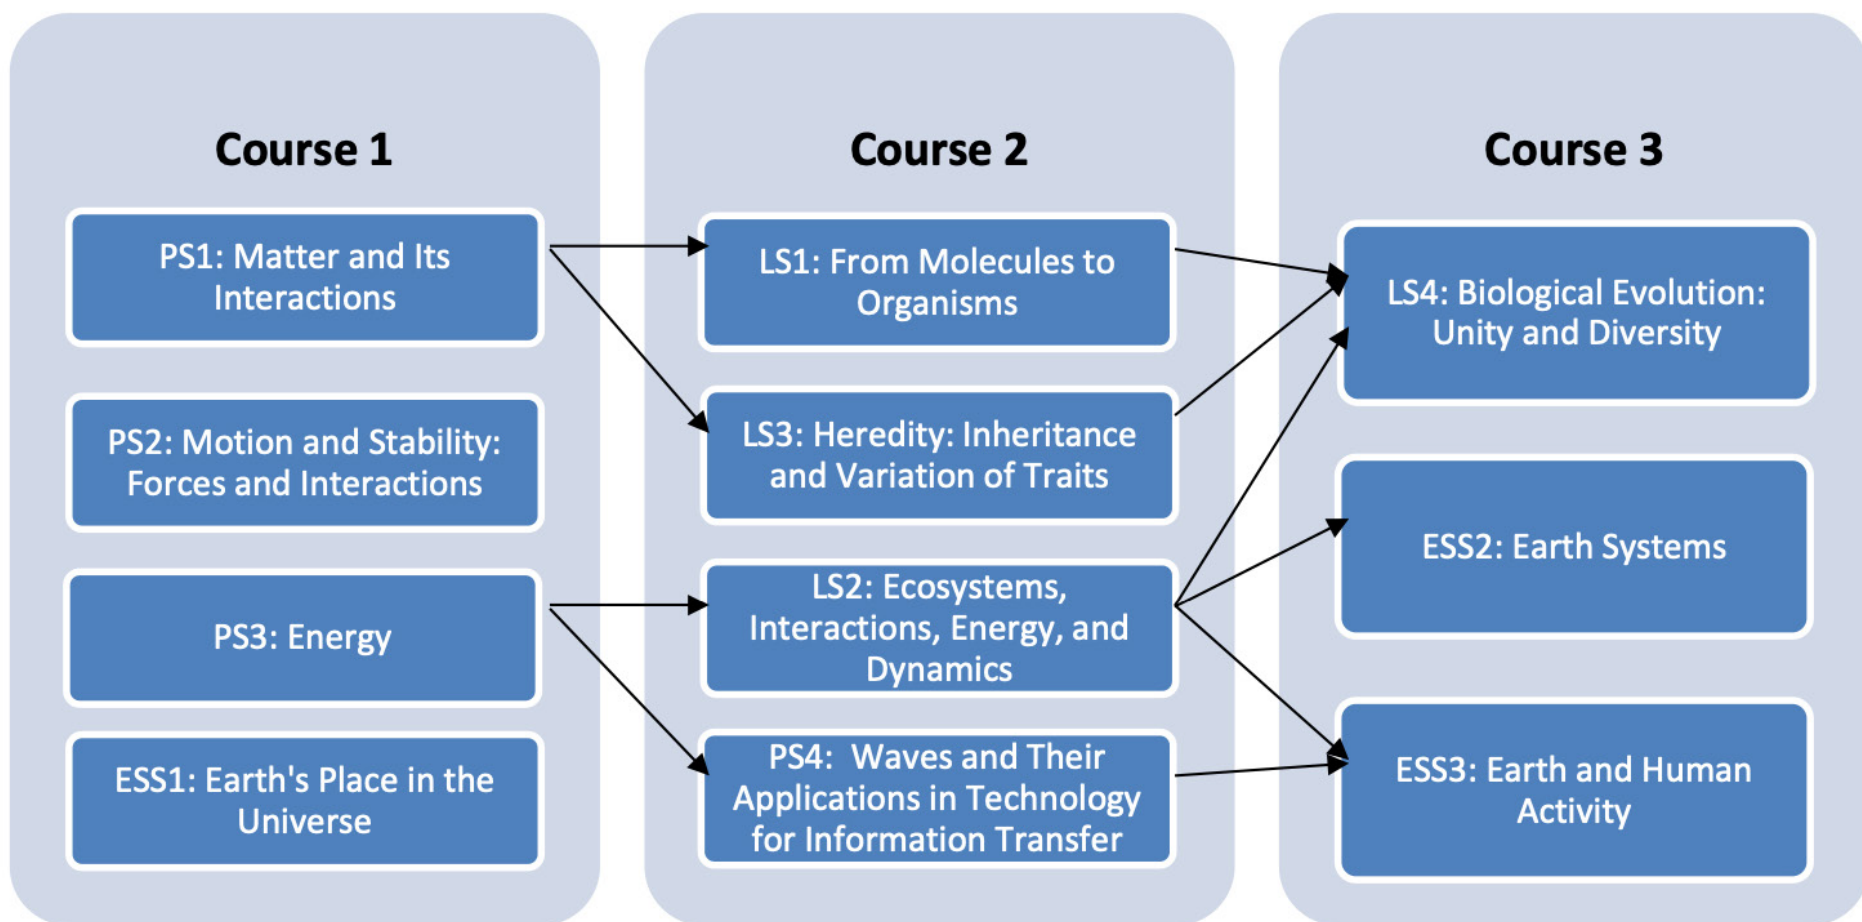 Course 1
PS1: Matter and Its
Interactions
PS2: Motion and Stability:
Forces and Interactions
PS3: Energy
ESS1: Earth's Place in the
Universe
Course 2
LS1: From Molecules to
Organisms
LS3: Heredity: Inheritance
and Variation of Traits
LS2: Ecosystems,
Interactions, Energy, and
Dynamics
PS4:  Waves and Their
Applications in Technology
for Information Transfer
Course 3
LS4: Biological Evolution:
Unity and Diversity
ESS2: Earth Systems
ESS3: Earth and Human
Activity